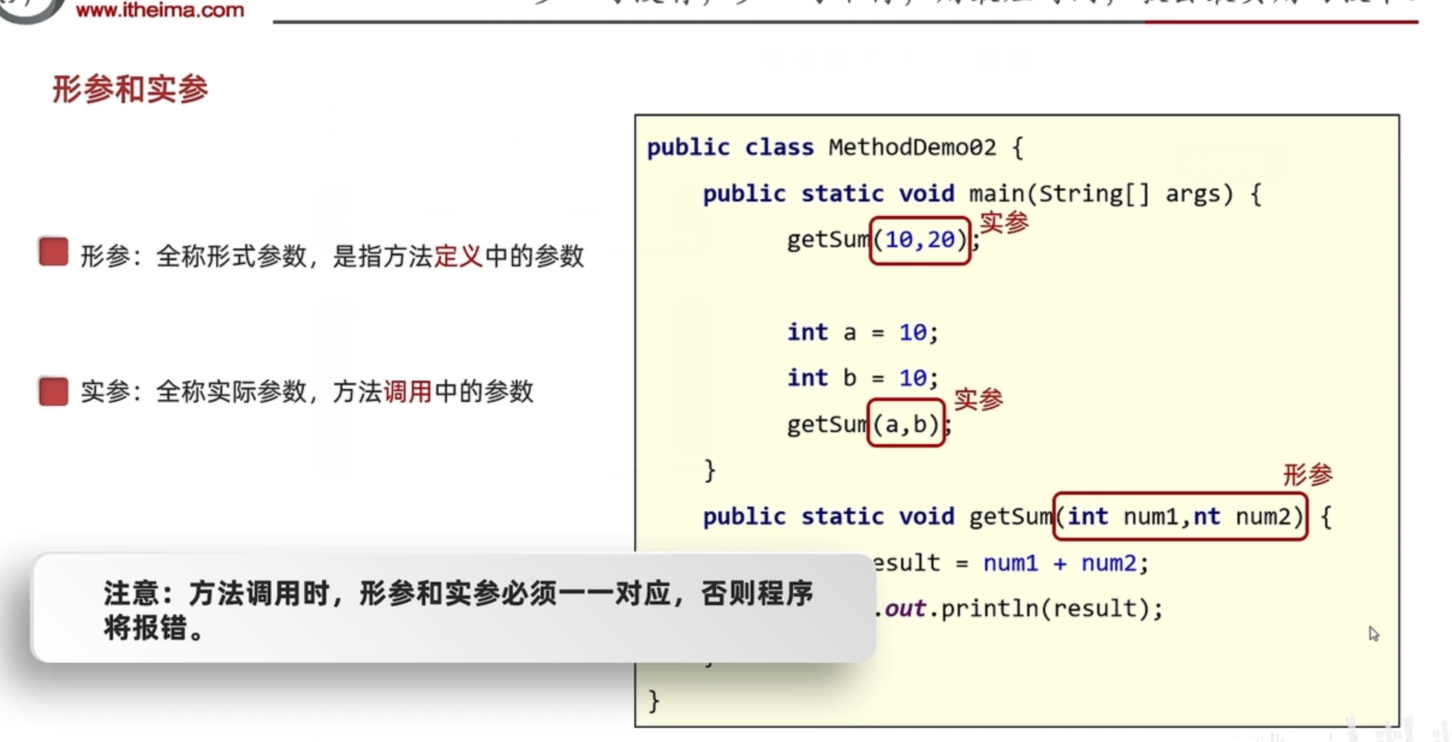 www.itheima.com
形参和实参
形参：全称形式参数，是指方法定义中的参数
实参：全称实际参数，方法调用中的参数
public class MethodDemo02 {
public static void main(String[] args) {
实参
getSum(10,20);
int a = 10;
int b = 10;
实参
getSum(a,b);
}
形参
public static void getSum(int num1,nt num2) {
esult = num1 + num2;
.out.println(result);
}
}
注意：方法调用时，形参和实参必须一一对应，否则程序
将报错。